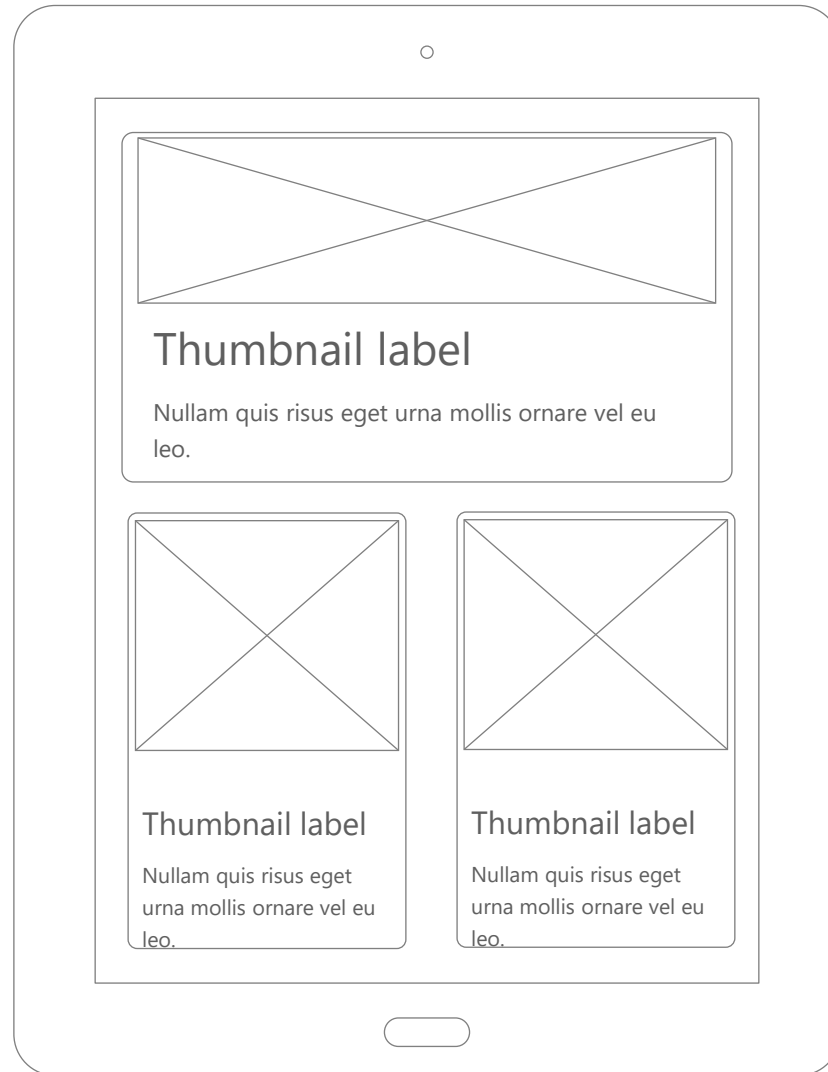 Thumbnail label
Nullam quis risus eget urna mollis ornare vel eu
leo.
Thumbnail label
Nullam quis risus eget
urna mollis ornare vel eu
leo.
Thumbnail label
Nullam quis risus eget
urna mollis ornare vel eu
leo.